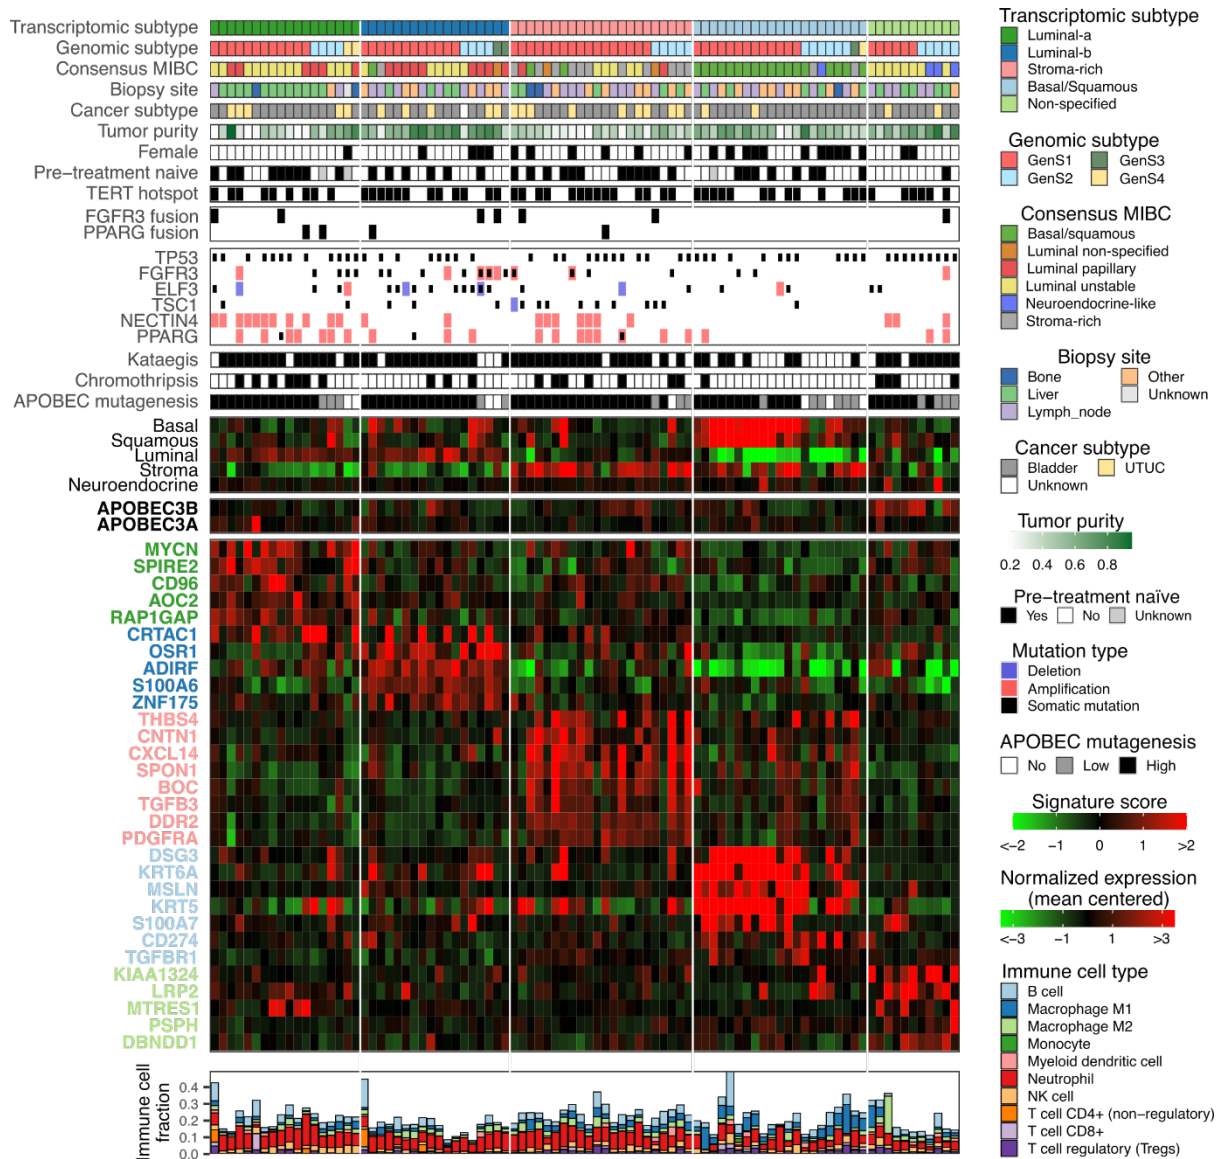 Transcriptomic subtype
Genomic subtype
Consensus MIBC
Biopsy site
Cancer subtype
Tumor purity
Female
Pre−treatment naive
TERT hotspot
FGFR3 fusion
PPARG fusion
TP53
FGFR3
ELF3
TSC1
NECTIN4
PPARG
Kataegis
Chromothripsis
APOBEC mutagenesis
Basal
Squamous
Luminal
Stroma
Neuroendocrine
APOBEC3B
APOBEC3A
MYCN
SPIRE2
CD96
AOC2
RAP1GAP
CRTAC1
OSR1
ADIRF
S100A6
ZNF175
THBS4
CNTN1
CXCL14
SPON1
BOC
TGFB3
DDR2
PDGFRA
DSG3
KRT6A
MSLN
KRT5
S100A7
CD274
TGFBR1
KIAA1324
LRP2
MTRES1
PSPH
DBNDD1
Immune cell
fraction
0.4
0.3
0.2
0.1
0.0
Transcriptomic subtype
Luminal-a
Luminal-b
Stroma-rich
Basal/Squamous
Non-specified
Genomic subtype
GenS1 GenS3
GenS2 GenS4
Consensus MIBC
Basal/squamous
Luminal non-specified
Luminal papillary
Luminal unstable
Neuroendocrine-like
Stroma-rich
Biopsy site
Bone Other
Liver Unknown
Lymph_node
Cancer subtype
Bladder UTUC
Unknown
Tumor purity
0.2 0.4 0.6 0.8
Pre−treatment naïve
Yes No Unknown
Mutation type
Deletion
Amplification
Somatic mutation
APOBEC mutagenesis
No Low High
Signature score
<−2 −1 0 1 >2
Normalized expression
(mean centered)
<−3 −1 1 >3
Immune cell type
B cell
Macrophage M1
Macrophage M2
Monocyte
Myeloid dendritic cell
Neutrophil
NK cell
T cell CD4+ (non-regulatory)
T cell CD8+
T cell regulatory (Tregs)